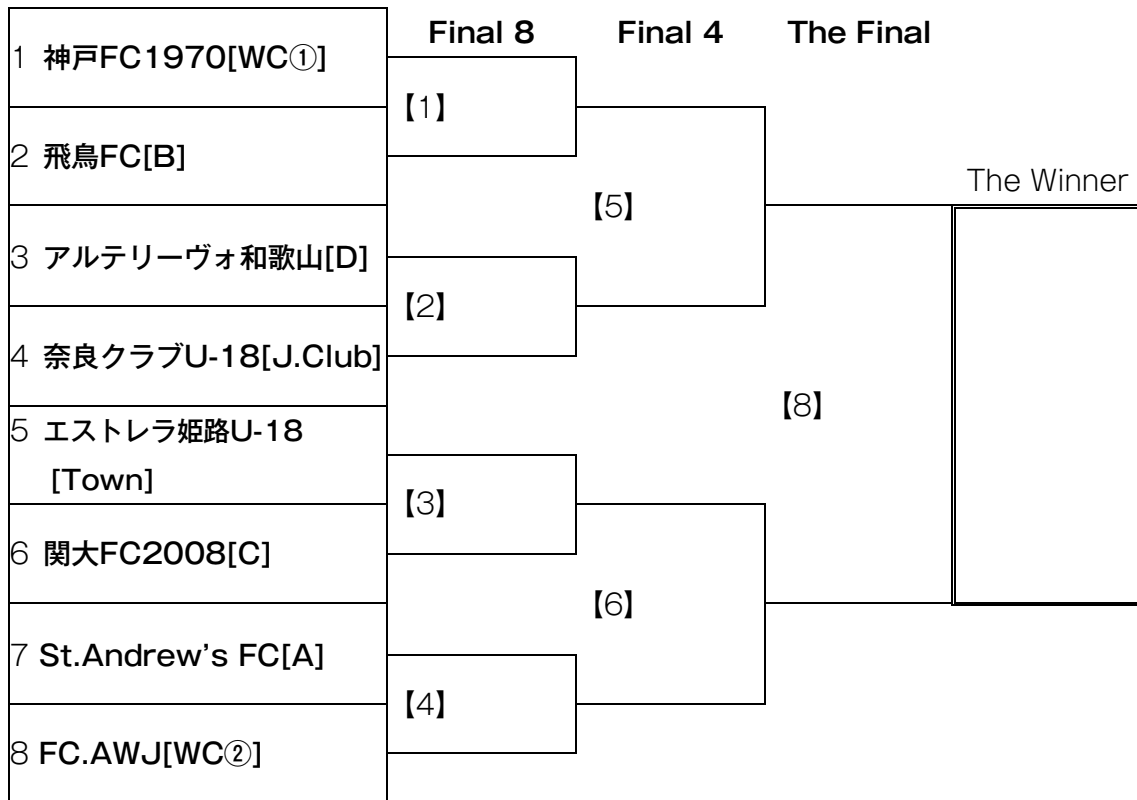 Final 8 Final 4 The Final
1 神戸FC1970[WC①]
【1】
2 飛鳥FC[B]
The Winner
【5】
3 アルテリーヴォ和歌山[D]
【2】
4 奈良クラブU-18[J.Club]
【8】
5 エストレラ姫路U-18
[Town]
【3】
6 関大FC2008[C]
【6】
7 St.Andrew’s FC[A]
【4】
8 FC.AWJ[WC②]